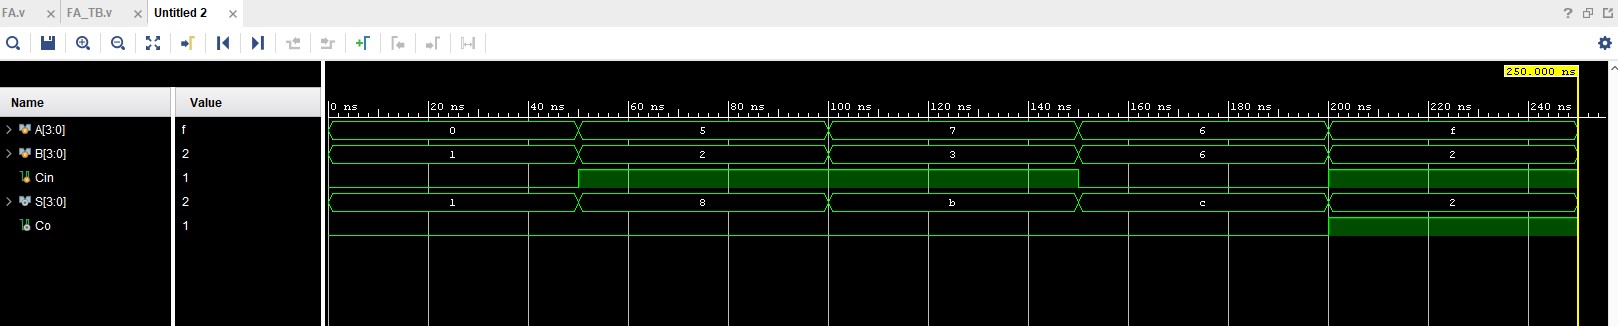 FA.v × FA_TB.v × Untitled 2 ×
?
250.000 ns
Name Value
0 ns 20 ns 40 ns 60 ns 80 ns 100 ns 120 ns 140 ns 160 ns 180 ns 200 ns 220 ns 240 ns
A[3:0] f 0 5 7 6 f
B[3:0] 2 1 2 3 6 2
Cin 1
S[3:0] 2 1 8 b c 2
Co 1